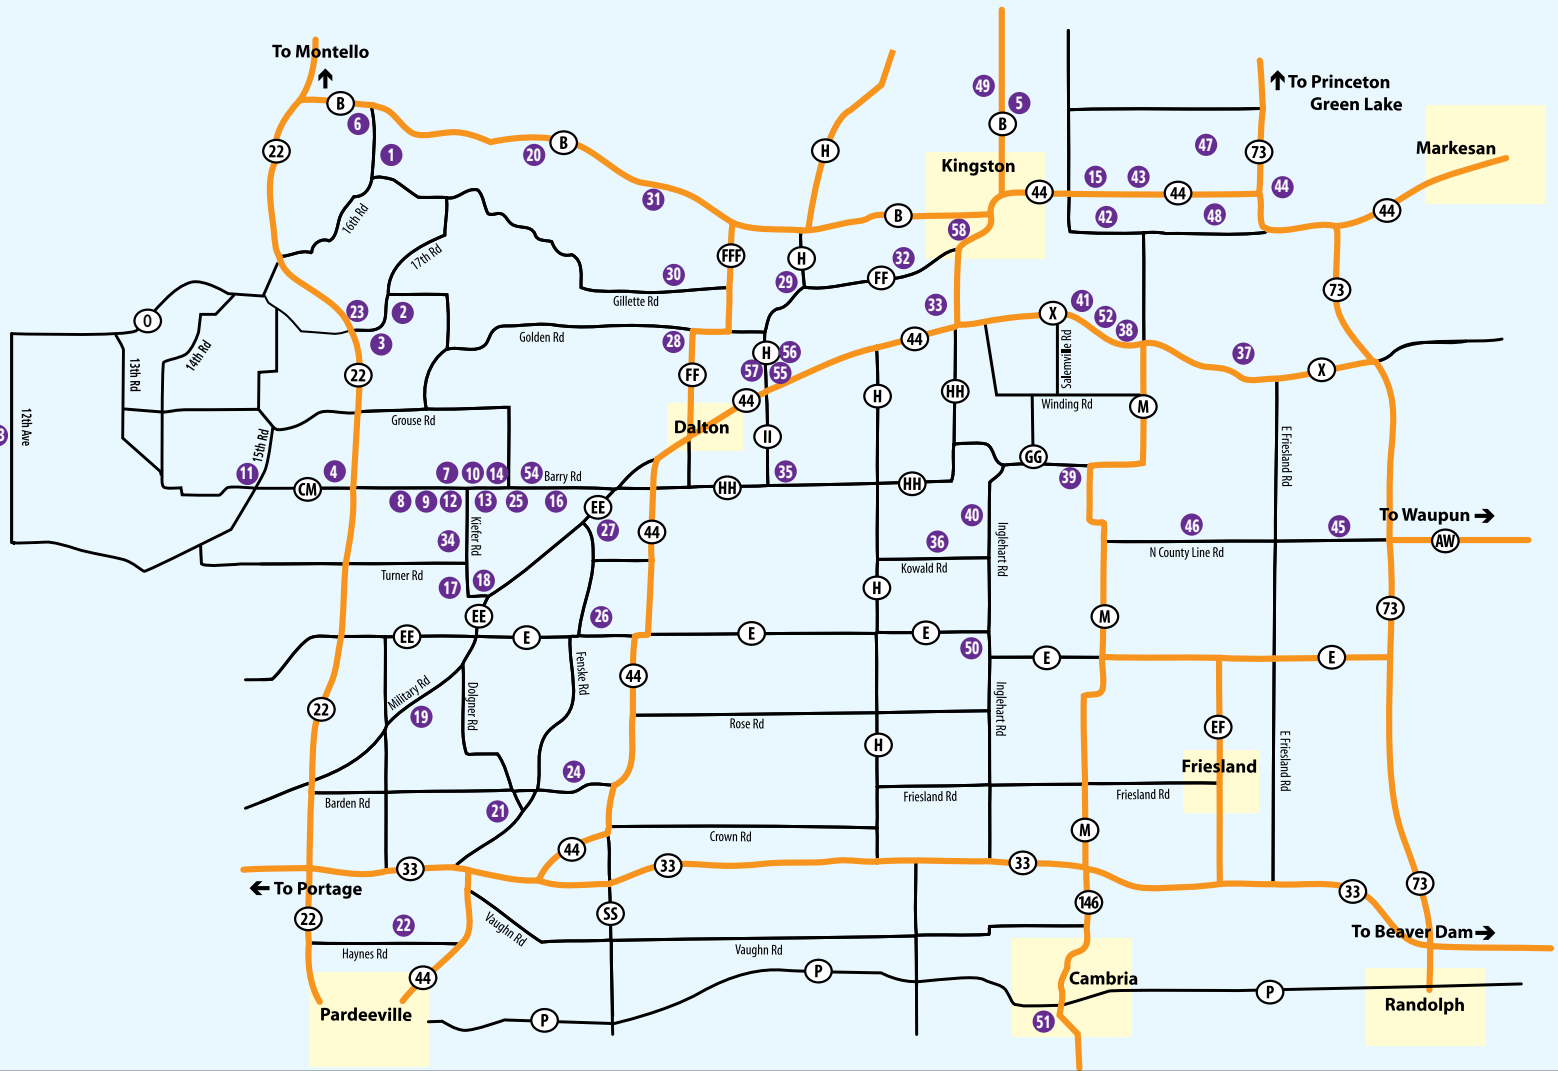 To Montello
B
6
49
5
To Princeton
Green Lake
22
1
20
B
H
B
Kingston
47
73
Markesan
15
43
44
44
44
31
16th Rd
B
42
48
44
58
17th Rd
FFF
H
32
30
29
FF
Gillette Rd
73
O
23
2
33
X
41
52
38
14th Rd
3
Golden Rd
28
H
56
44
13th Rd
22
FF
57
55
37
X
H
HH
44
Winding Rd
M
12th Ave
Grouse Rd
Dalton
II
15th Rd
E Friesland Rd
GG
11
4
7
10
14
54
Barry Rd
35
39
CM
HH
HH
8
9
12
13
25
16
EE
27
44
40
46
45
To Waupun
Kiefer Rd
34
36
Inglehart Rd
N County Line Rd
AW
Turner Rd
Kowald Rd
17
18
H
EE
26
M
73
EE
E
E
E
50
E
E
Fenske Rd
44
Military Rd
Dolgner Rd
Inglehart Rd
22
19
Rose Rd
EF
H
E Friesland Rd
24
Friesland
Barden Rd
21
Friesland Rd
Friesland Rd
Crown Rd
M
44
33
33
33
To Portage
73
33
146
22
22
SS
Vaughn Rd
To Beaver Dam
Haynes Rd
Vaughn Rd
44
P
Cambria
P
Randolph
Pardeeville
P
51